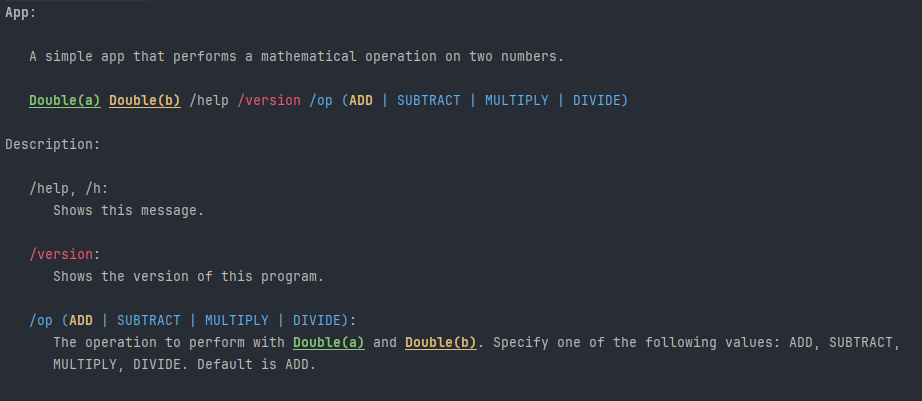 App:
A simple app that performs a mathematical operation on two numbers.
Double(a) Double(b) /help /version /op (ADD | SUBTRACT | MULTIPLY | DIVIDE)
Description:
/help, /h:
Shows this message.
...
/version:
Shows the version of this program.
...
/op (ADD | SUBTRACT | MULTIPLY | DIVIDE):
The operation to perform with Double(a) and Double(b). Specify one of the following values: ADD, SUBTRACT,
MULTIPLY, DIVIDE. Default is ADD.